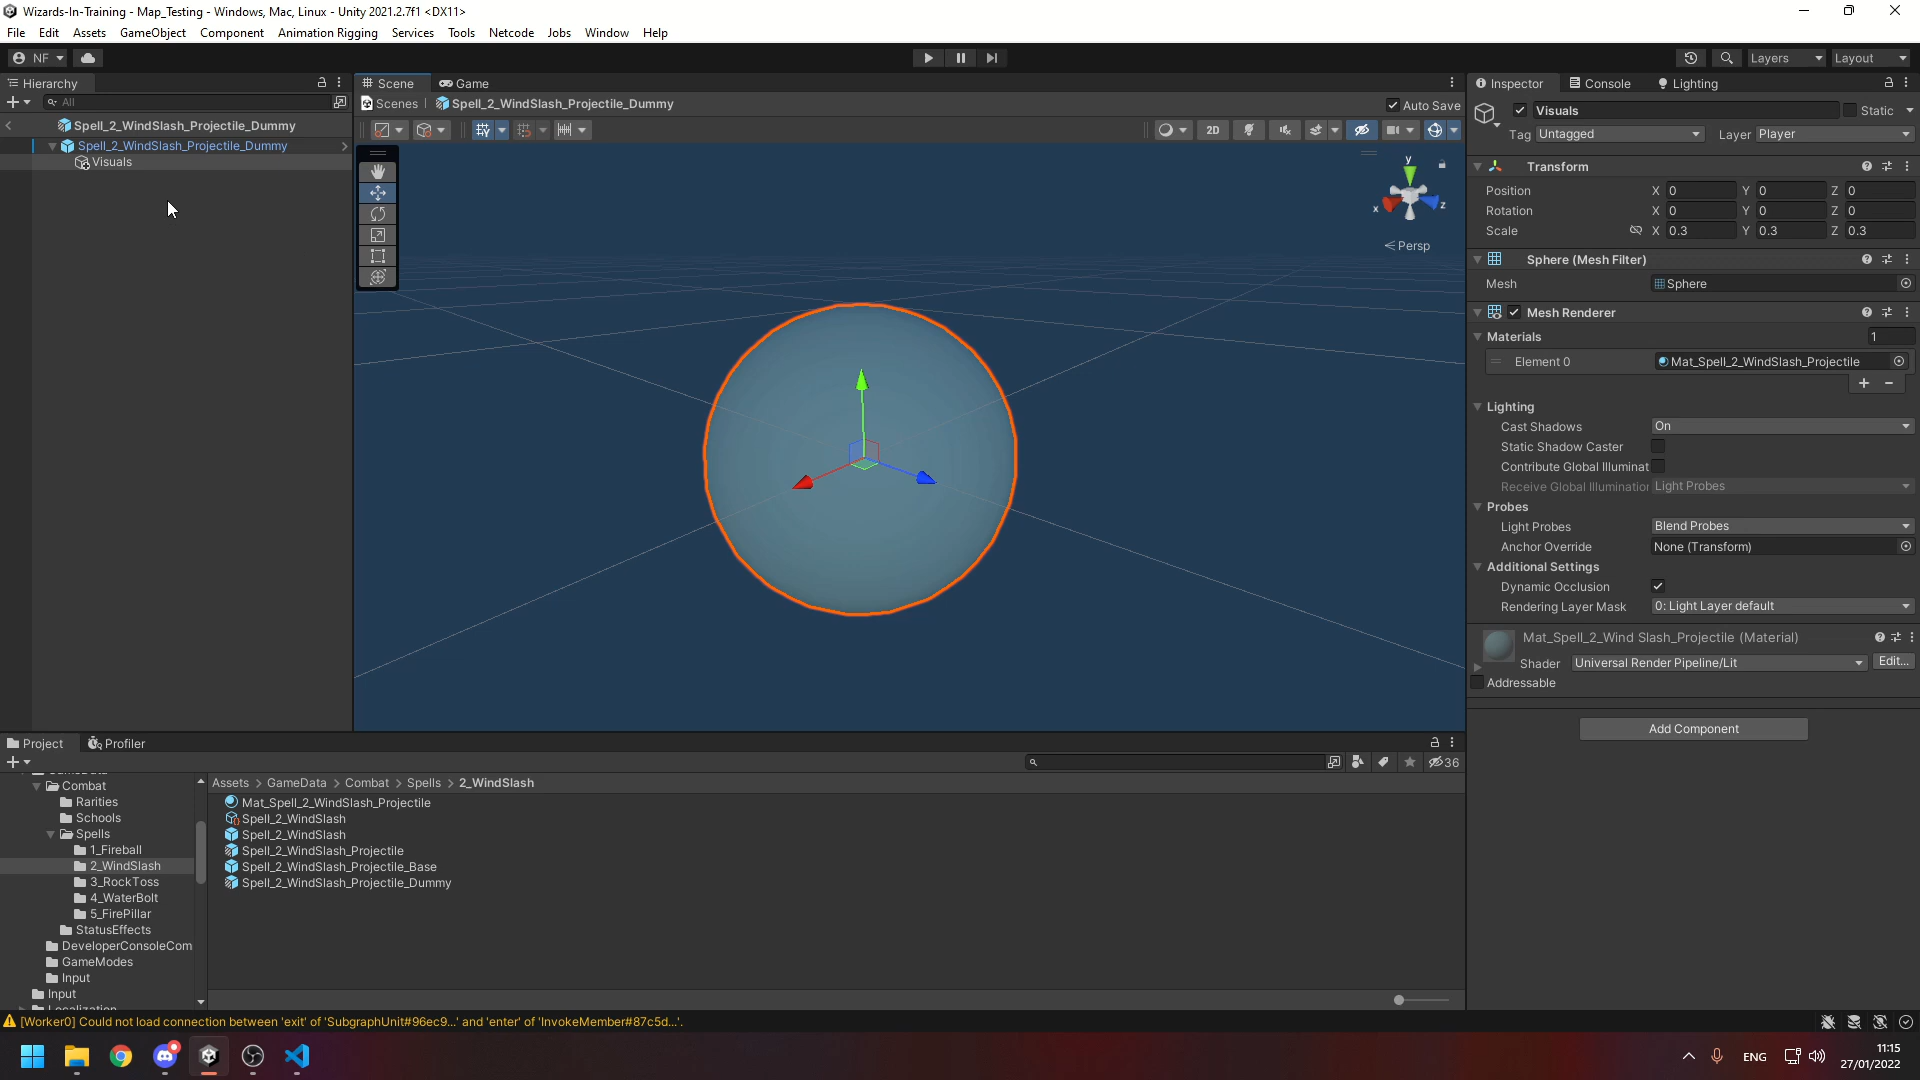 Wizards-In-Training - Map_Testing - Windows, Mac, Linux - Unity 2021.2.7f1 <DX11>
File Edit Assets GameObject Component Animation Rigging Services Tools Netcode Jobs Window Help
NF Layers Layout
Hierarchy
All
Spell_2_WindSlash_Projectile_Dummy
Spell_2_WindSlash_Projectile_Dummy
Visuals
Scene Game
Scenes Spell_2_WindSlash_Projectile_Dummy Auto Save
2D
y
x z
Persp
Inspector Console Lighting
Visuals Static
Tag Untagged Layer Player
Transform
Position X 0 Y 0 Z 0
Rotation X 0 Y 0 Z 0
Scale X 0.3 Y 0.3 Z 0.3
Sphere (Mesh Filter)
Mesh Sphere
Mesh Renderer
Materials 1
Element 0 Mat_Spell_2_WindSlash_Projectile
Lighting
Cast Shadows On
Static Shadow Caster
Contribute Global Illuminat
Receive Global Illumination Light Probes
Probes
Light Probes Blend Probes
Anchor Override None (Transform)
Additional Settings
Dynamic Occlusion
Rendering Layer Mask 0: Light Layer default
Mat_Spell_2_Wind Slash_Projectile (Material)
Shader Universal Render Pipeline/Lit Edit...
Addressable
Add Component
Project Profiler
36
Combat
Rarities
Schools
Spells
1_Fireball
2_WindSlash
3_RockToss
4_WaterBolt
5_FirePillar
StatusEffects
DeveloperConsoleCom
GameModes
Input
Input
Localization
Assets > GameData > Combat > Spells > 2_WindSlash
Mat_Spell_2_WindSlash_Projectile
Spell_2_WindSlash
Spell_2_WindSlash
Spell_2_WindSlash_Projectile
Spell_2_WindSlash_Projectile_Base
Spell_2_WindSlash_Projectile_Dummy
[Worker0] Could not load connection between 'exit' of 'SubgraphUnit#96ec9...' and 'enter' of 'InvokeMember#87c5d...'.
ENG
11:15
27/01/2022